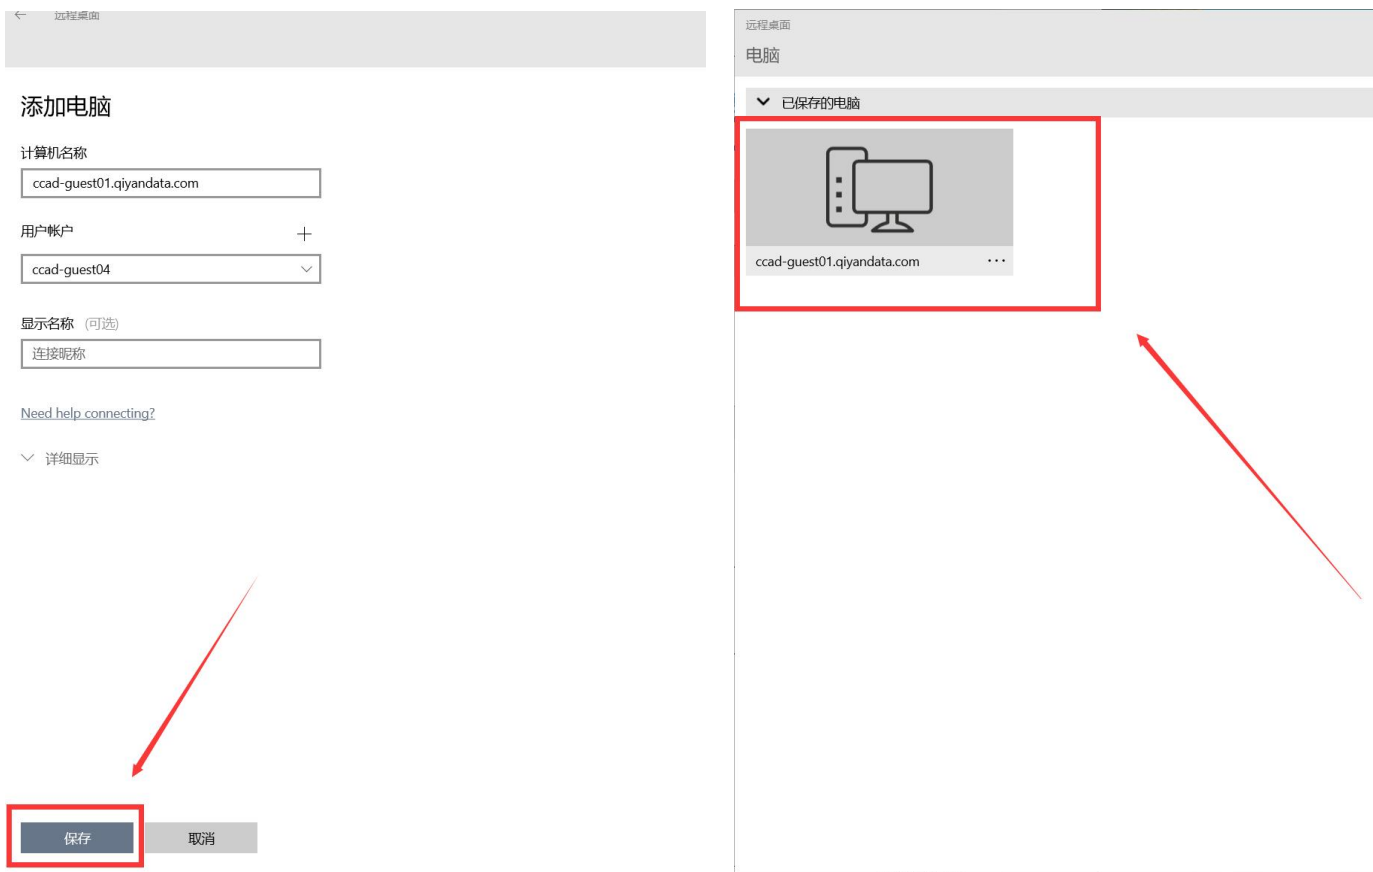 远程桌面
添加电脑
计算机名称
ccad-guest01.qiyandata.com
用户帐户
ccad-guest04
显示名称 (可选)
连接昵称
Need help connecting?
详细显示
保存
取消
远程桌面
电脑
已保存的电脑
ccad-guest01.qiyandata.com